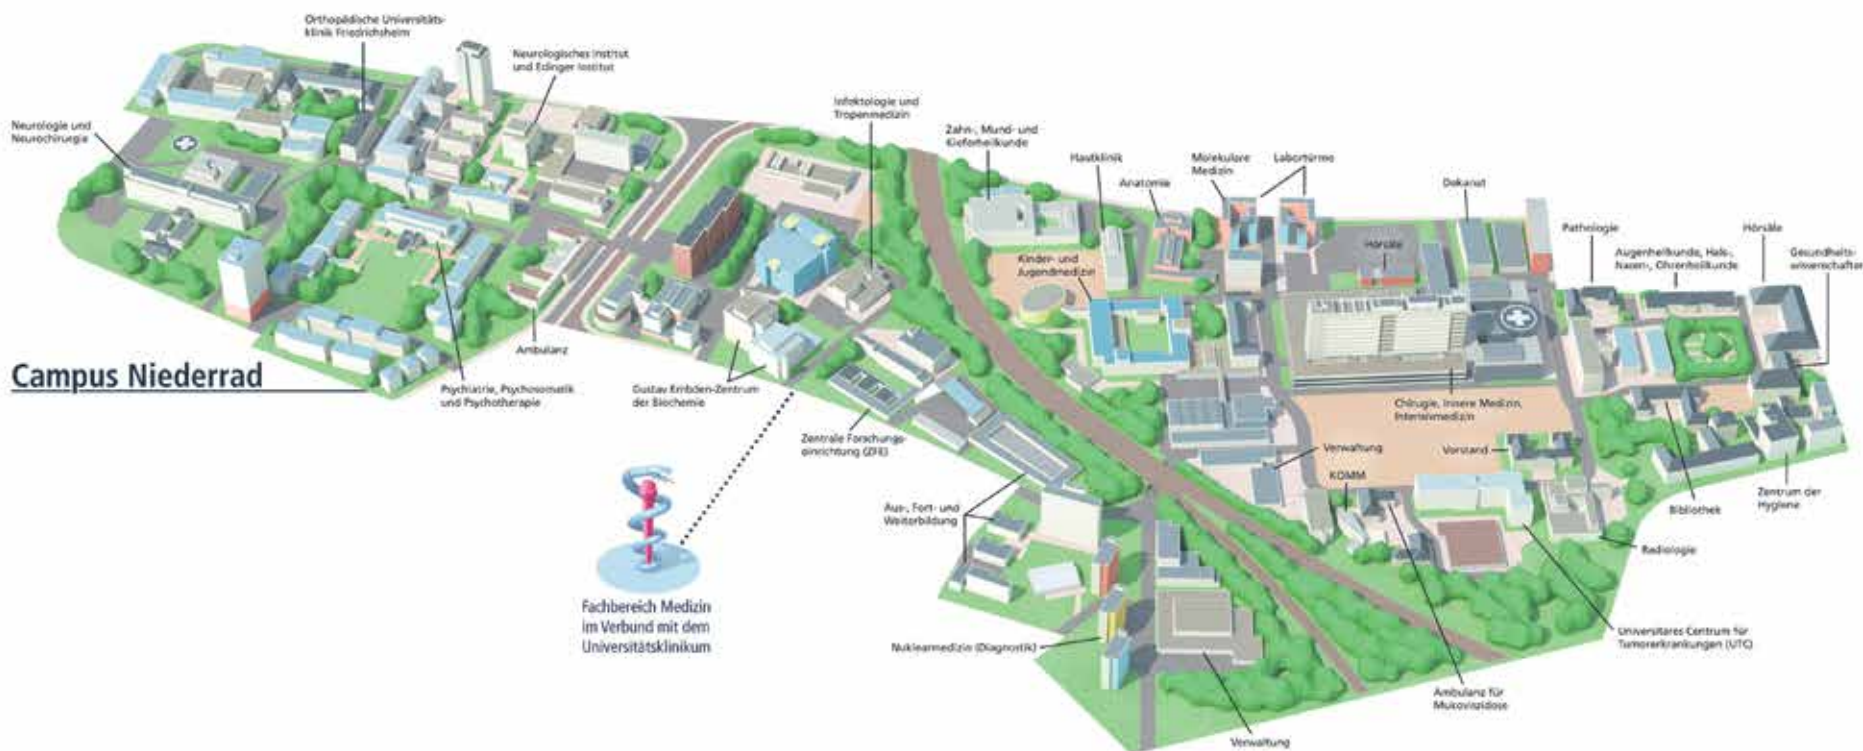 Orthopädische Universitäts-
klinik Friedrichsheim
Neurologisches Institut
und Edinger Institut
Neurologie und
Neurochirurgie
Infektologie und
Tropenmedizin
Zahn-, Mund- und
Kieferheilkunde
Hautklinik
Anatomie
Molekulare
Medizin
Labortürme
Dekanat
Hörsäle
Pathologie
Augenheilkunde, Hals-,
Nasen-, Ohrenheilkunde
Hörsäle
Gesundheits-
wissenschaften
Kinder- und
Jugendmedizin
Campus Niederrad
Ambulanz
Psychiatrie, Psychosomatik
und Psychotherapie
Gustav Embden-Zentrum
der Biochemie
Zentrale Forschungs-
einrichtung (ZFE)
Chirugie, Innere Medizin,
Intensivmedizin
Verwaltung
Vorstand
KOMM
Bibliothek
Zentrum der
Hygiene
Radiologie
Aus-, Fort- und
Weiterbildung
Fachbereich Medizin
im Verbund mit dem
Universitätsklinikum
Nuklearmedizin (Diagnostik)
Universitäres Centrum für
Tumorerkrankungen (UTC)
Ambulanz für
Mukoviszidose
Verwaltung